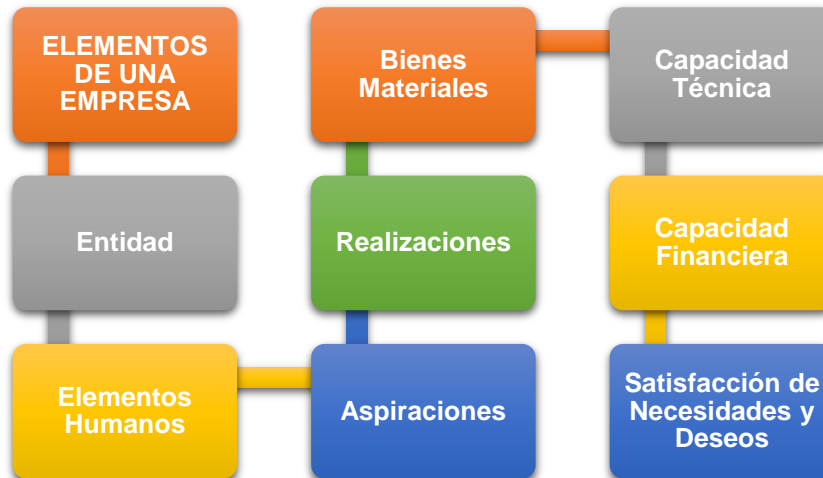 ELEMENTOS
DE UNA
EMPRESA
Entidad
Elementos
Humanos
Aspiraciones
Realizaciones
Bienes
Materiales
Capacidad
Técnica
Capacidad
Financiera
Satisfacción de
Necesidades y
Deseos